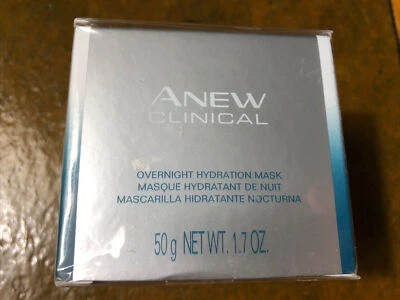 ANEW
CLINICAL
OVERNIGHT HYDRATION MASK
MASQUE HYDRATANT DE NUIT
MASCARILLA HIDRATANTE NOCTURNA
50 g NET WT. 1.7 OZ.